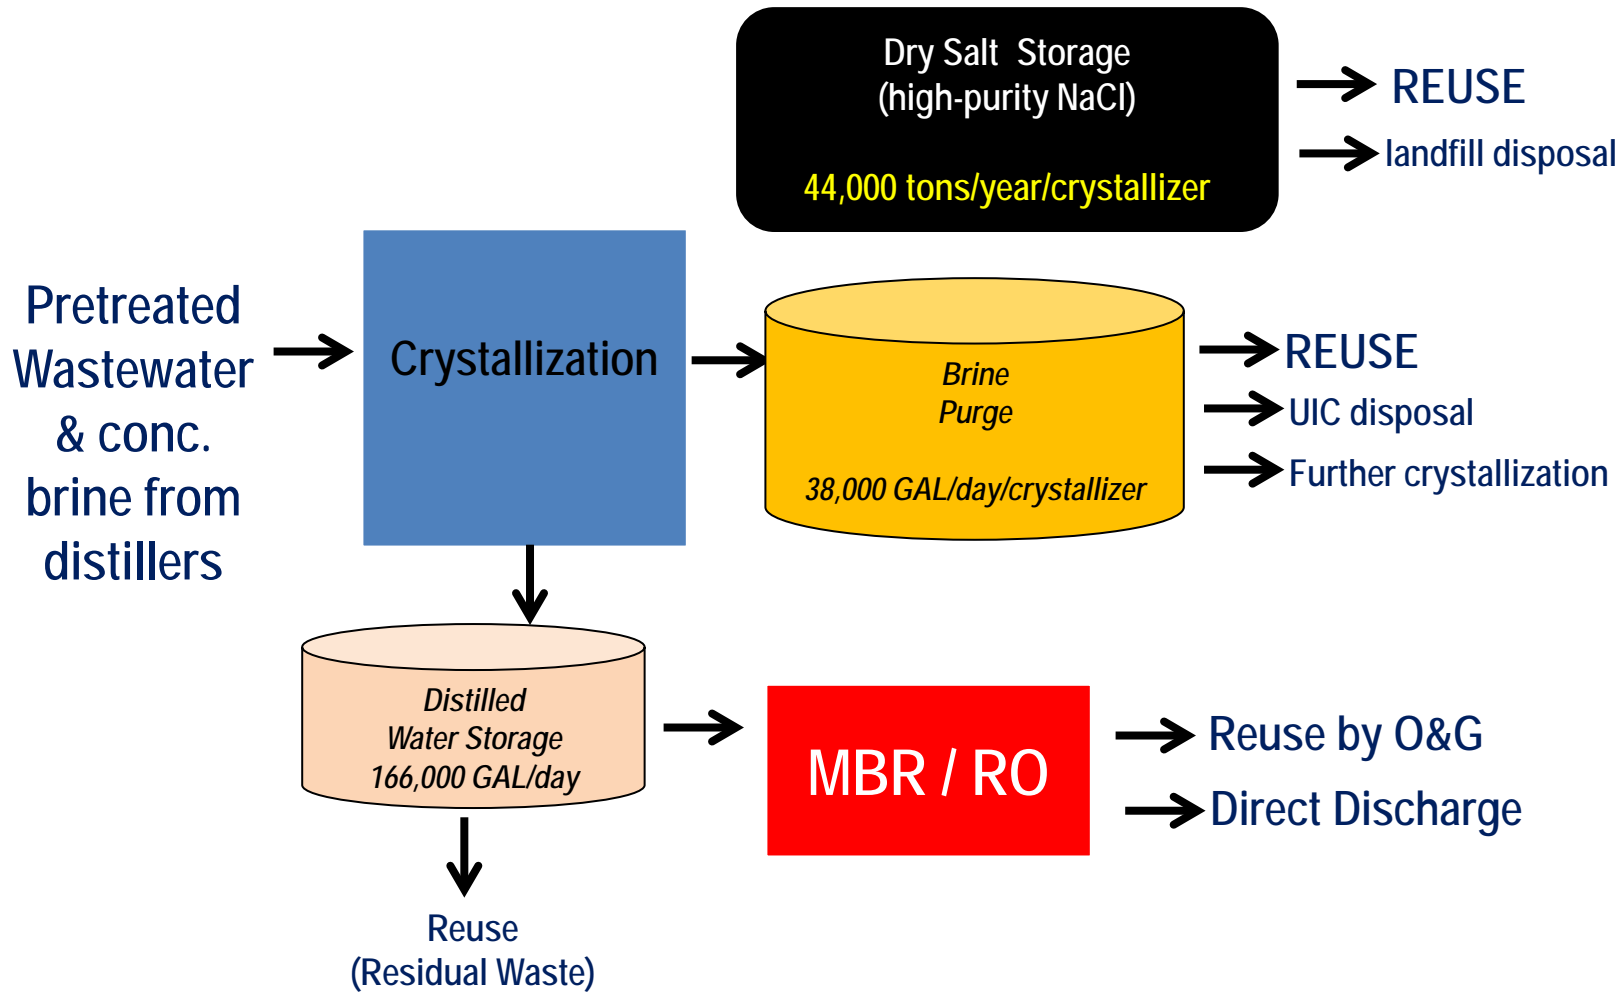 Dry Salt Storage
(high-purity NaCl)
44,000 tons/year/crystallizer
REUSE
landfill disposal
Pretreated
Wastewater
& conc.
brine from
distillers
Crystallization
Brine
Purge
38,000 GAL/day/crystallizer
REUSE
UIC disposal
Further crystallization
Distilled
Water Storage
166,000 GAL/day
MBR / RO
Reuse by O&G
Direct Discharge
Reuse
(Residual Waste)